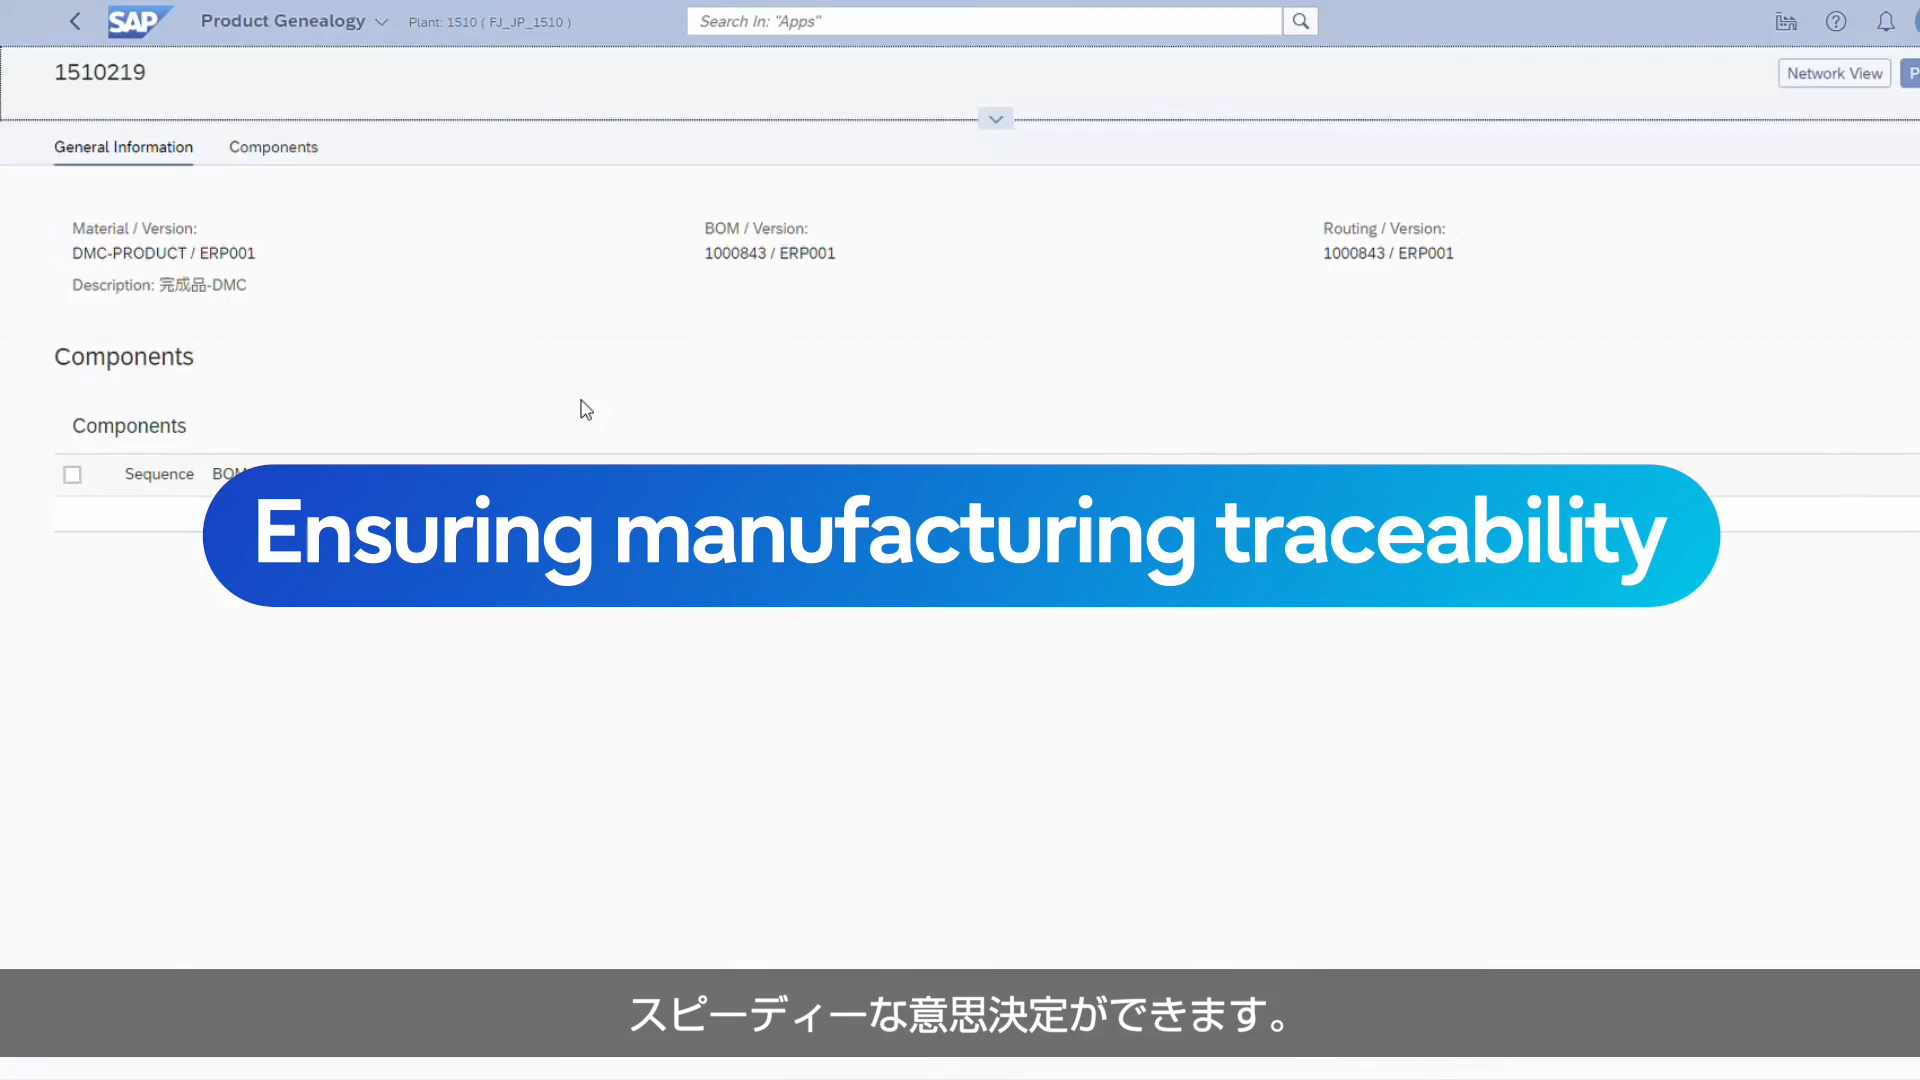 SAP Product Genealogy Plant: 1510 ( FJ_JP_1510 ) Search In: "Apps"
1510219
Network View
General Information Components
Material / Version: BOM / Version: Routing / Version:
DMC-PRODUCT / ERP001 1000843 / ERP001 1000843 / ERP001
Description: 完成品-DMC
Components
Components
Sequence BOM
Ensuring manufacturing traceability
スピーディーな意思決定ができます。